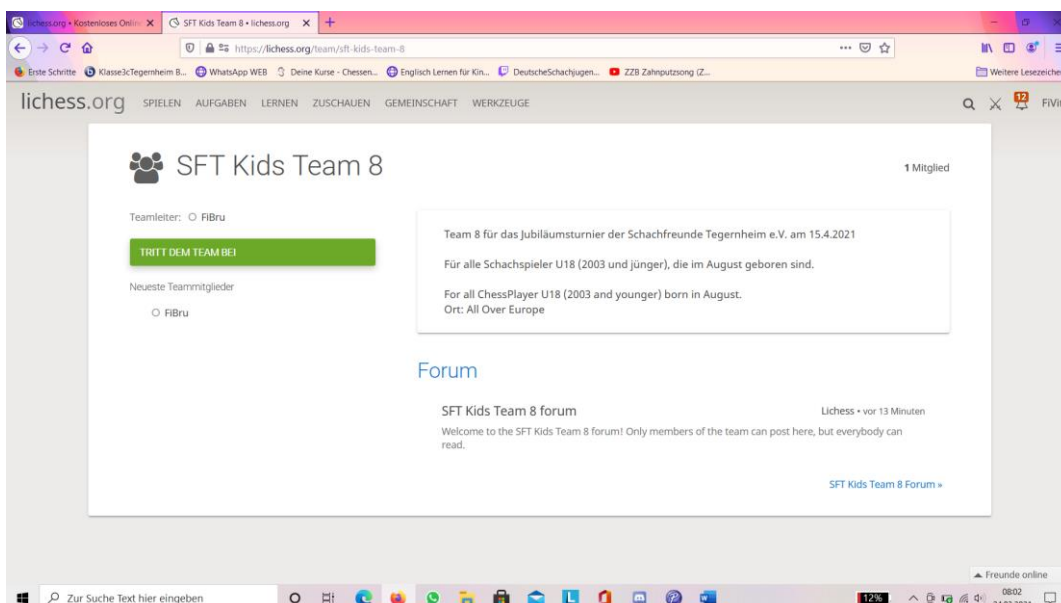 lichess.org • Kostenloses Onlin
SFT Kids Team 8 • lichess.org
https://lichess.org/team/sft-kids-team-8
Erste Schritte
Klasse3cTegernheim B...
WhatsApp WEB
Deine Kurse - Chessen...
Englisch Lernen für Kin...
DeutscheSchachjugen...
ZZB Zahnputzsong (Z...
Weitere Lesezeichen
lichess.org SPIELEN AUFGABEN LERNEN ZUSCHAUEN GEMEINSCHAFT WERKZEUGE
12
SFT Kids Team 8
1 Mitglied
Teamleiter: FiBru
TRITT DEM TEAM BEI
Neueste Teammitglieder
FiBru
Team 8 für das Jubiläumsturnier der Schachfreunde Tegernheim e.V. am 15.4.2021
Für alle Schachspieler U18 (2003 und jünger), die im August geboren sind.
For all ChessPlayer U18 (2003 and younger) born in August.
Ort: All Over Europe
Forum
SFT Kids Team 8 forum
Lichess • vor 13 Minuten
Welcome to the SFT Kids Team 8 forum! Only members of the team can post here, but everybody can
read.
SFT Kids Team 8 Forum »
Freunde online
Zur Suche Text hier eingeben
12%
08:02